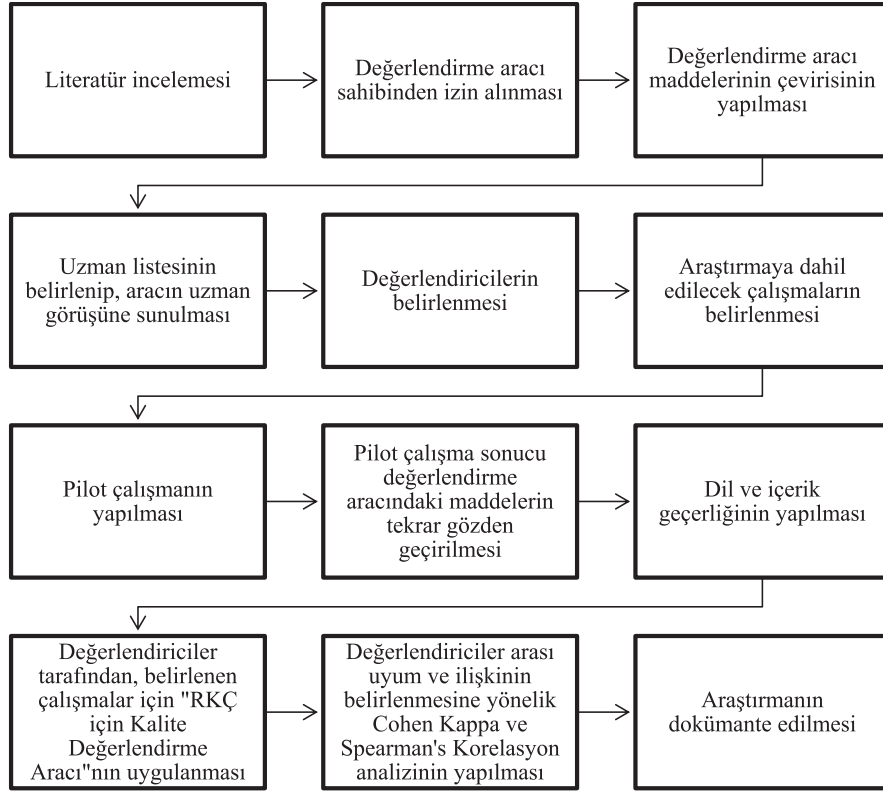 Literatür incelemesi
Değerlendirme aracı
sahibinden izin alınması
Değerlendirme aracı
maddelerinin çevirisinin
yapılması
Uzman listesinin
belirlenip, aracın uzman
görüşüne sunulması
Değerlendiricilerin
belirlenmesi
Araştırmaya dahil
edilecek çalışmaların
belirlenmesi
Pilot çalışmanın
yapılması
Pilot çalışma sonucu
değerlendirme
aracındaki maddelerin
tekrar gözden
geçirilmesi
Dil ve içerik
geçerliğinin yapılması
Değerlendiriciler
tarafından, belirlenen
çalışmalar için "RKÇ
için Kalite
Değerlendirme
Aracı"nın uygulanması
Değerlendiriciler arası
uyum ve ilişkinin
belirlenmesine yönelik
Cohen Kappa ve
Spearman's Korelasyon
analizinin yapılması
Araştırmanın
dokümante edilmesi